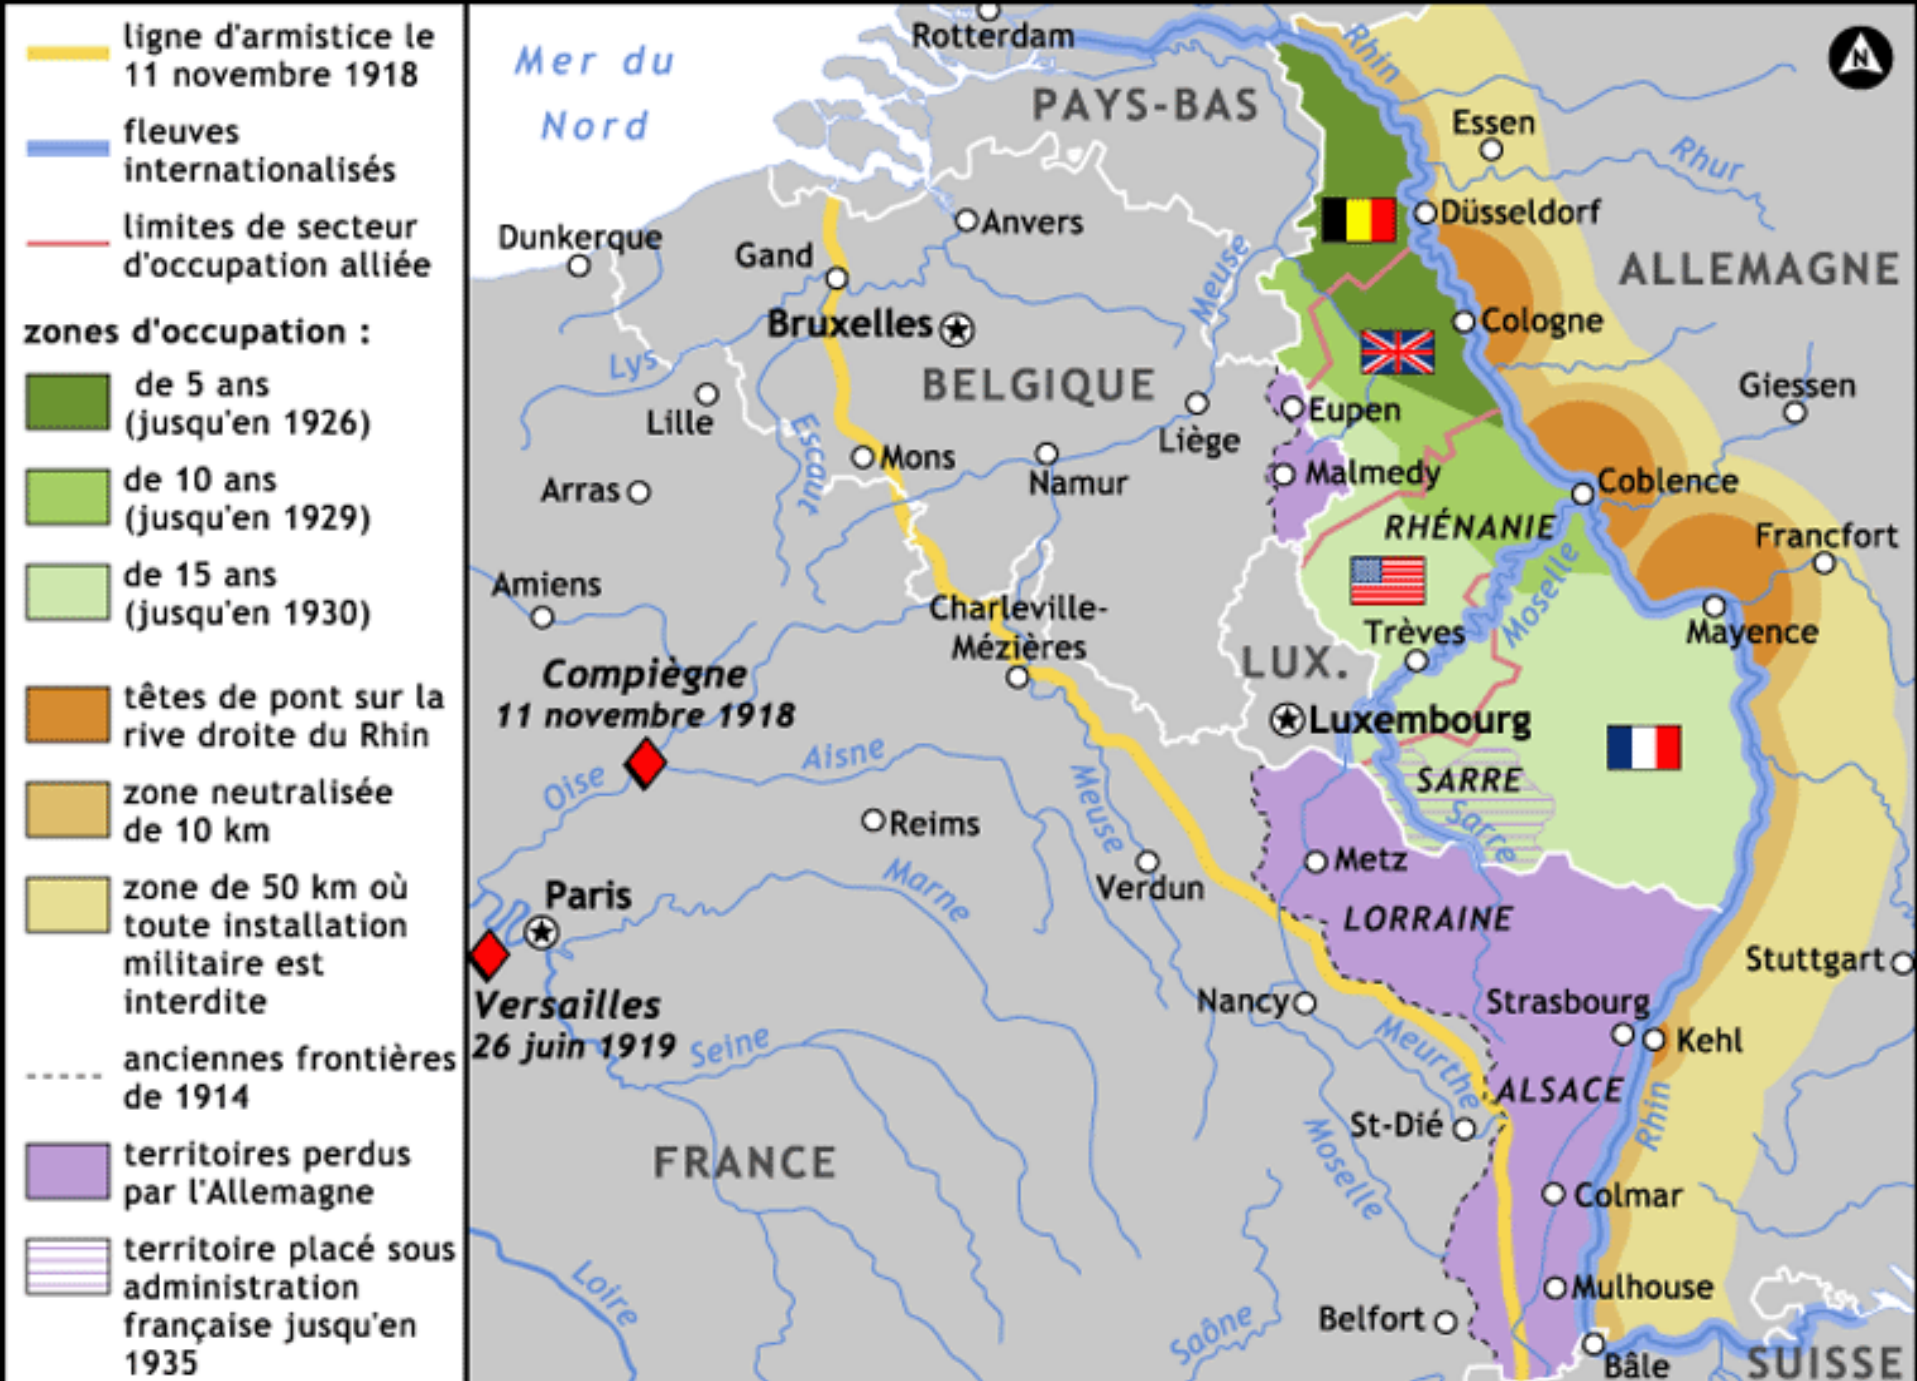 ligne d'armistice le
11 novembre 1918
fleuves
internationalisés
limites de secteur
d'occupation alliée
zones d'occupation :
de 5 ans
(jusqu'en 1926)
de 10 ans
(jusqu'en 1929)
de 15 ans
(jusqu'en 1930)
têtes de pont sur la
rive droite du Rhin
zone neutralisée
de 10 km
zone de 50 km où
toute installation
militaire est
interdite
anciennes frontières
de 1914
territoires perdus
par l'Allemagne
territoire placé sous
administration
française jusqu'en
1935
Mer du
Nord
Rotterdam
PAYS-BAS
Rhin
N
Essen
Rhur
Dunkerque
Gand
Anvers
Meuse
Düsseldorf
ALLEMAGNE
Bruxelles
Cologne
Lys
BELGIQUE
Giessen
Lille
Escaut
Liège
Eupen
Mons
Namur
Malmedy
Coblence
Arras
RHÉNANIE
Francfort
Amiens
Charleville-
Mézières
Moselle
Trèves
Mayence
Compiègne
11 novembre 1918
LUX.
Luxembourg
Oise
Aisne
Meuse
SARRE
Sarre
Reims
Marne
Verdun
Metz
Paris
LORRAINE
Stuttgart
Versailles
26 juin 1919
Seine
Nancy
Strasbourg
Kehl
Meurthe
ALSACE
Rhin
FRANCE
St-Dié
Moselle
Colmar
Loire
Mulhouse
Saône
Belfort
Bâle
SUISSE